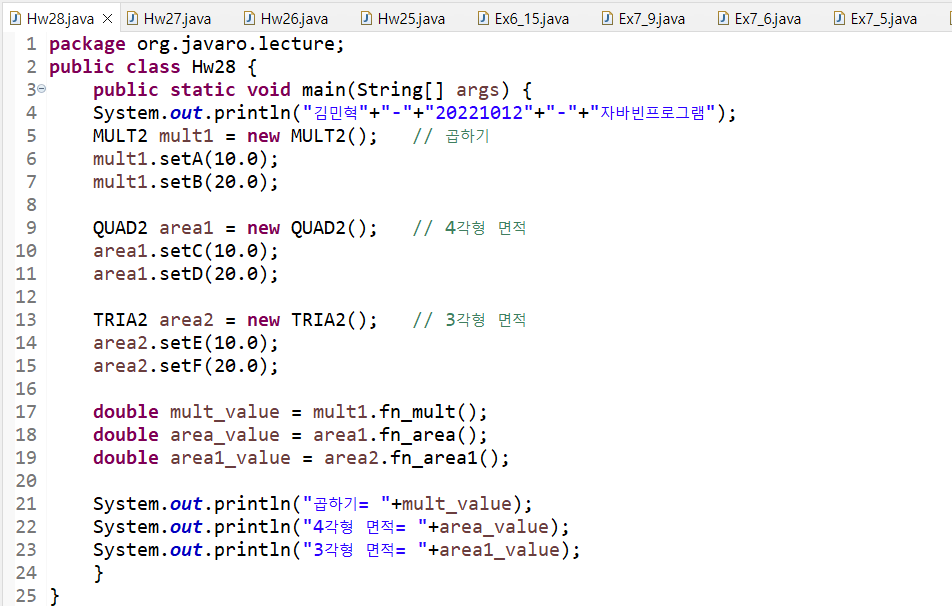 Hw28.java Hw27.java Hw26.java Hw25.java Ex6_15.java Ex7_9.java Ex7_6.java Ex7_5.java
1 package org.javaro.lecture;
2 public class Hw28 {
3 public static void main(String[] args) {
4 System.out.println("김민혁"+"-"+"20221012"+"-"+"자바빈프로그램");
5 MULT2 mult1 = new MULT2(); // 곱하기
6 mult1.setA(10.0);
7 mult1.setB(20.0);
8
9 QUAD2 area1 = new QUAD2(); // 4각형 면적
10 area1.setC(10.0);
11 area1.setD(20.0);
12
13 TRIA2 area2 = new TRIA2(); // 3각형 면적
14 area2.setE(10.0);
15 area2.setF(20.0);
16
17 double mult_value = mult1.fn_mult();
18 double area_value = area1.fn_area();
19 double area1_value = area2.fn_area1();
20
21 System.out.println("곱하기= "+mult_value);
22 System.out.println("4각형 면적= "+area_value);
23 System.out.println("3각형 면적= "+area1_value);
24 }
25 }